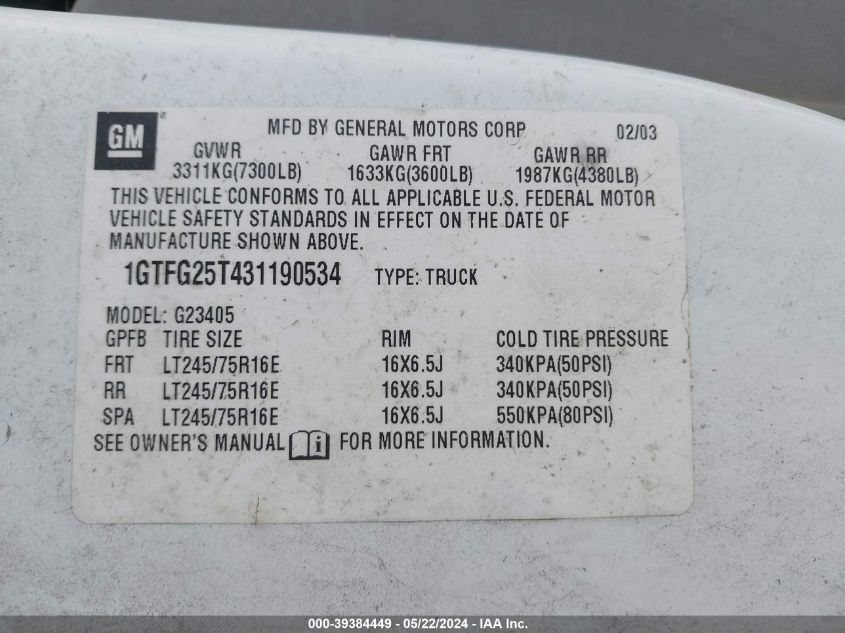 GM
MFD BY GENERAL MOTORS CORP 02/03
GVWR GAWR FRT GAWR RR
3311KG(7300LB) 1633KG(3600LB) 1987KG(4380LB)
THIS VEHICLE CONFORMS TO ALL APPLICABLE U.S. FEDERAL MOTOR
VEHICLE SAFETY STANDARDS IN EFFECT ON THE DATE OF
MANUFACTURE SHOWN ABOVE.
1GTFG25T431190534 TYPE: TRUCK
MODEL: G23405
GPFB TIRE SIZE RIM COLD TIRE PRESSURE
FRT LT245/75R16E 16X6.5J 340KPA(50PSI)
RR LT245/75R16E 16X6.5J 340KPA(50PSI)
SPA LT245/75R16E 16X6.5J 550KPA(80PSI)
SEE OWNER'S MANUAL i FOR MORE INFORMATION.
000-39384449 - 05/22/2024 - IAA Inc.